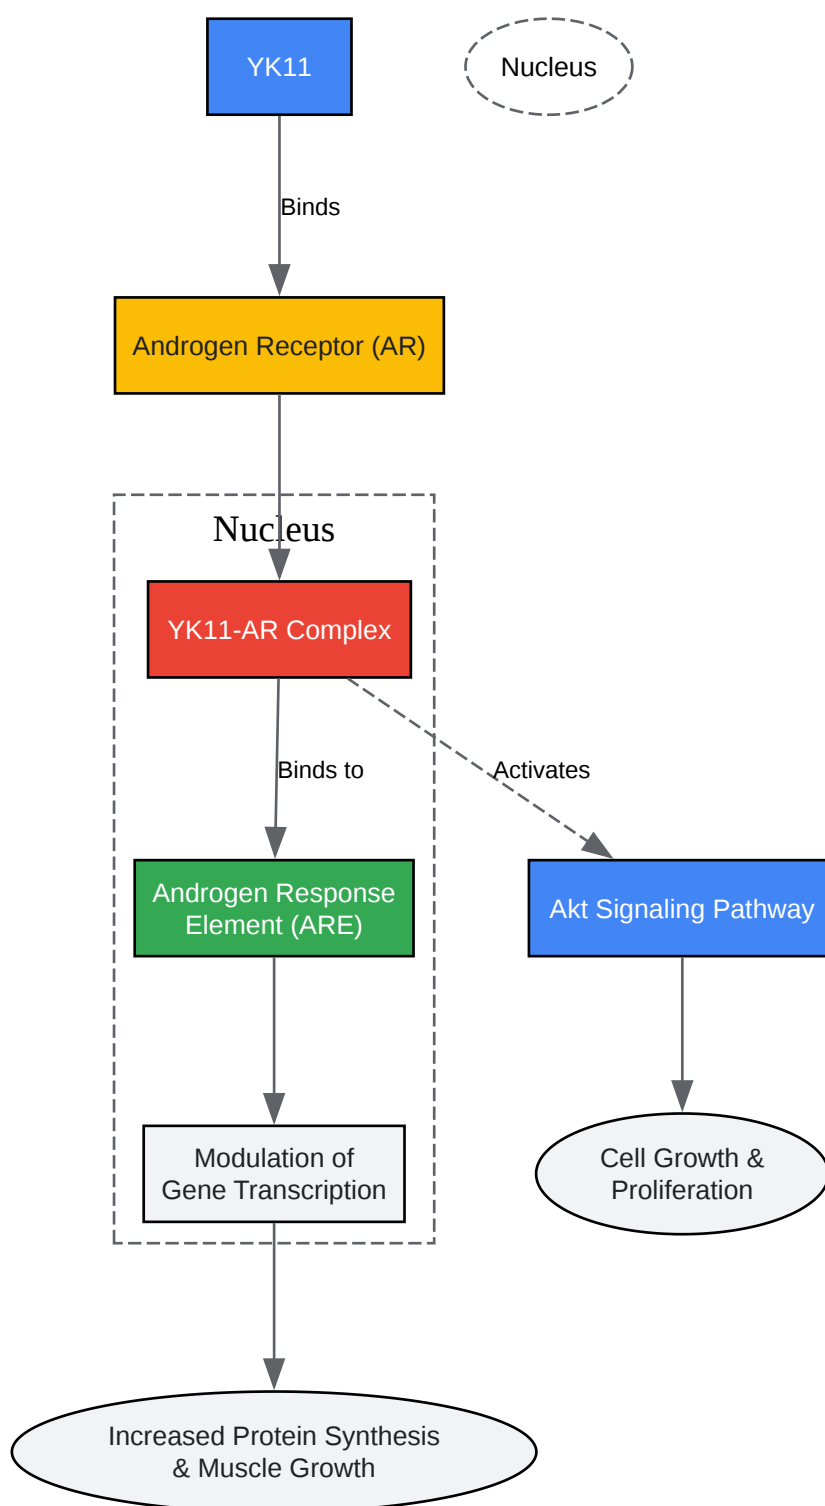 YK11
Nucleus
Binds
Androgen Receptor (AR)
Nucleus
YK11-AR Complex
Binds to
Activates
Androgen Response
Element (ARE)
Akt Signaling Pathway
Modulation of
Gene Transcription
Cell Growth &
Proliferation
Increased Protein Synthesis
& Muscle Growth